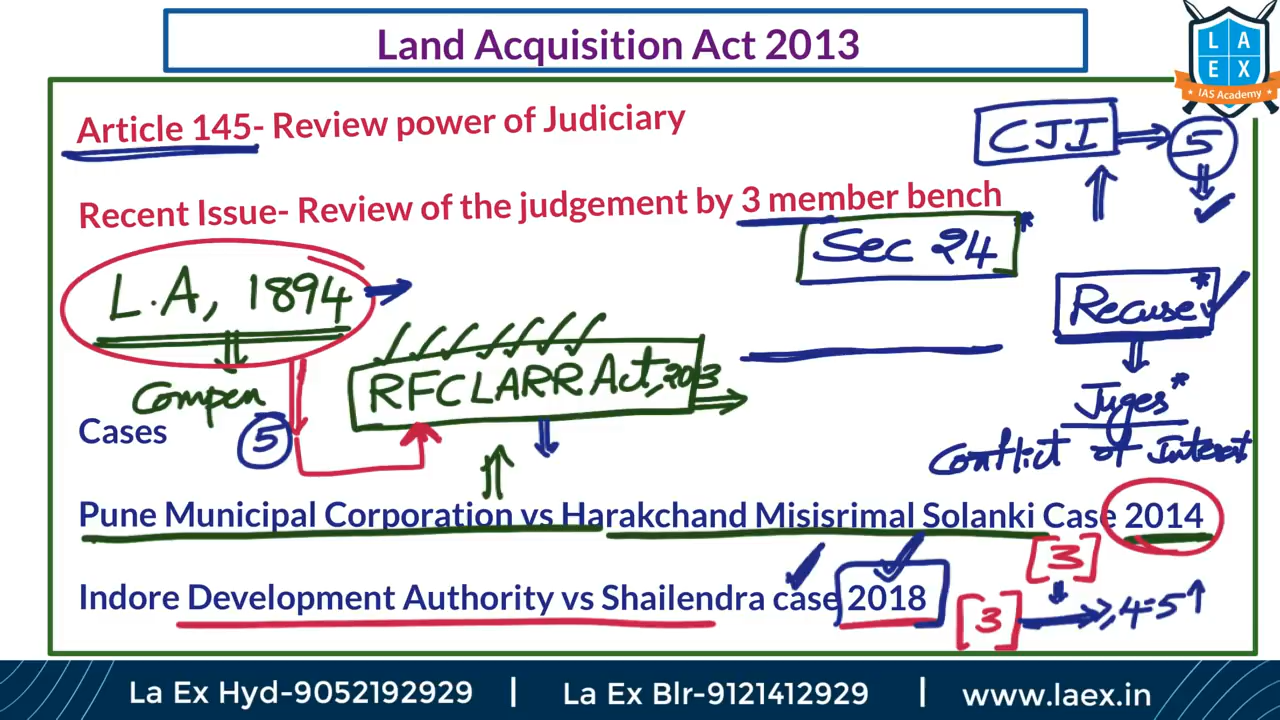 Land Acquisition Act 2013
LA
EX
IAS Academy
Article 145- Review power of Judiciary
CJI
5
Recent Issue- Review of the judgement by 3 member bench
Sec 24*
L.A, 1894
Recuse*
RFCLARR Act, 2013
Compen
Juges*
Cases
5
Conflict of Interest
Pune Municipal Corporation vs Harakchand Misisrimal Solanki Case 2014
[3]
Indore Development Authority vs Shailendra case 2018
[3]
4-5↑
La Ex Hyd-9052192929 | La Ex Blr-9121412929 | www.laex.in